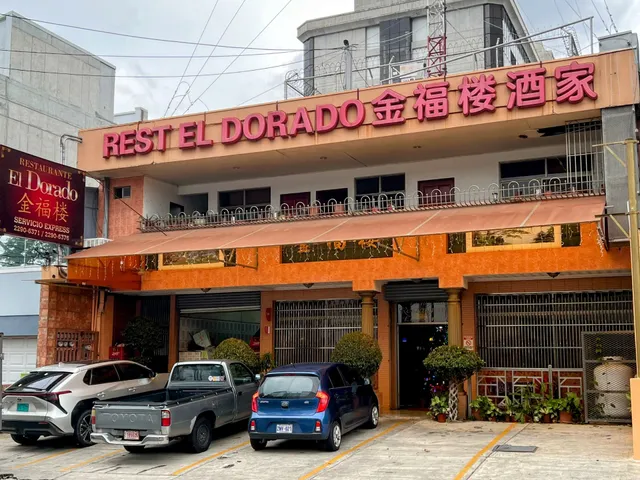 REST EL DORADO 金福楼酒家
RESTAURANTE
El Dorado
金福楼
SERVICIO EXPRESS